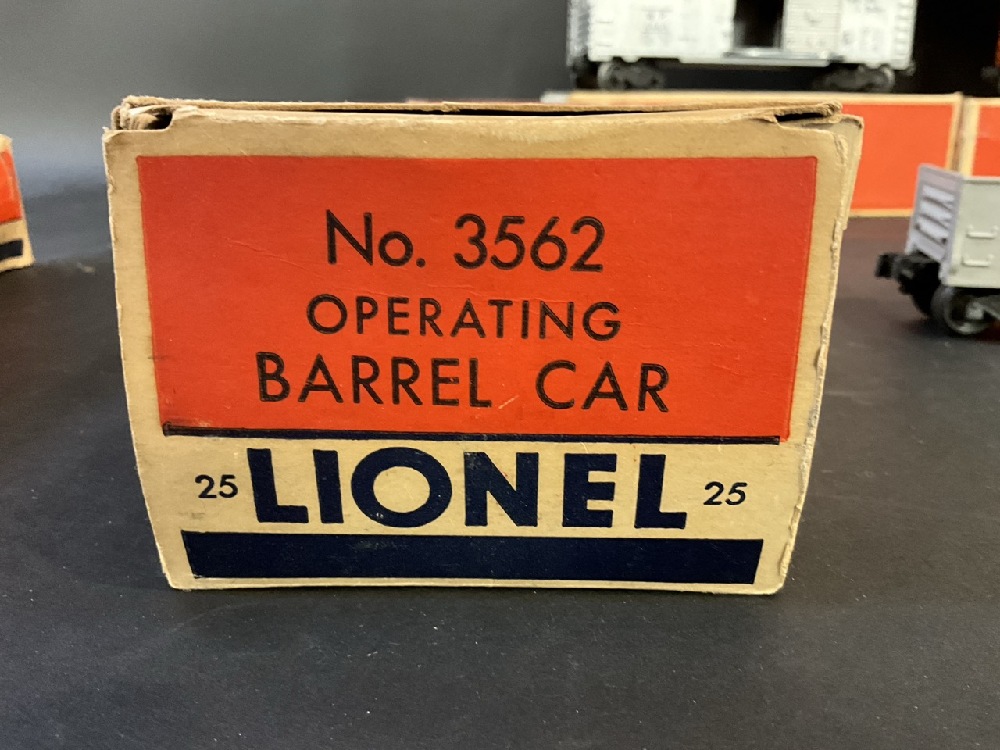 No. 3562
OPERATING
BARREL CAR
25 LIONEL 25